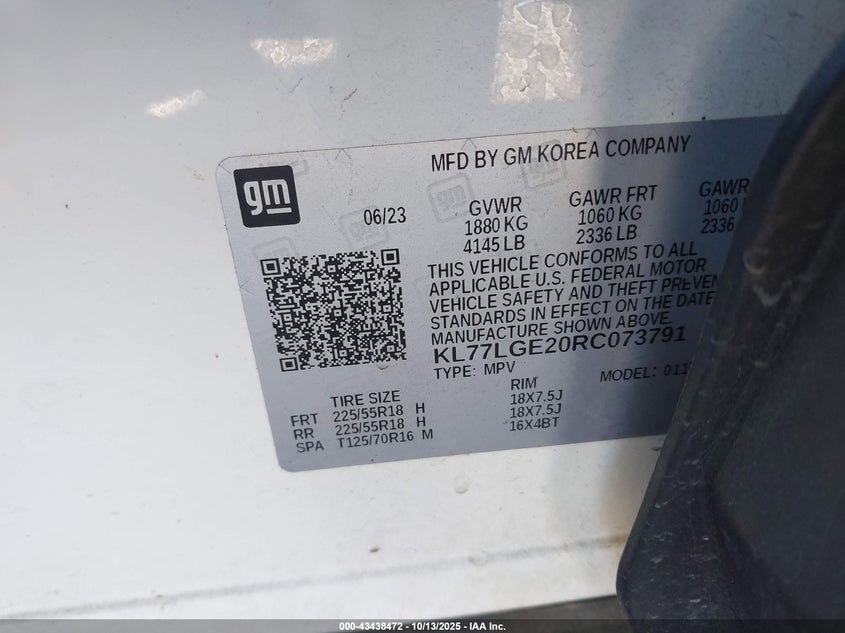 MFD BY GM KOREA COMPANY
gm
06/23
GVWR
1880 KG
4145 LB
GAWR FRT
1060 KG
2336 LB
GAWR
1060
2336
THIS VEHICLE CONFORMS TO ALL
APPLICABLE U.S. FEDERAL MOTOR
VEHICLE SAFETY AND THEFT
STANDARDS IN EFFECT ON THE DATE
MANUFACTURE SHOWN ABOVE.
KL77LGE20RC073791
TYPE: MPV MODEL:
TIRE SIZE RIM
FRT 225/55R18 H 18X7.5J
RR 225/55R18 H 18X7.5J
SPA T125/70R16 M 16X4BT
000-43438472 - 10/13/2025 - IAA Inc.